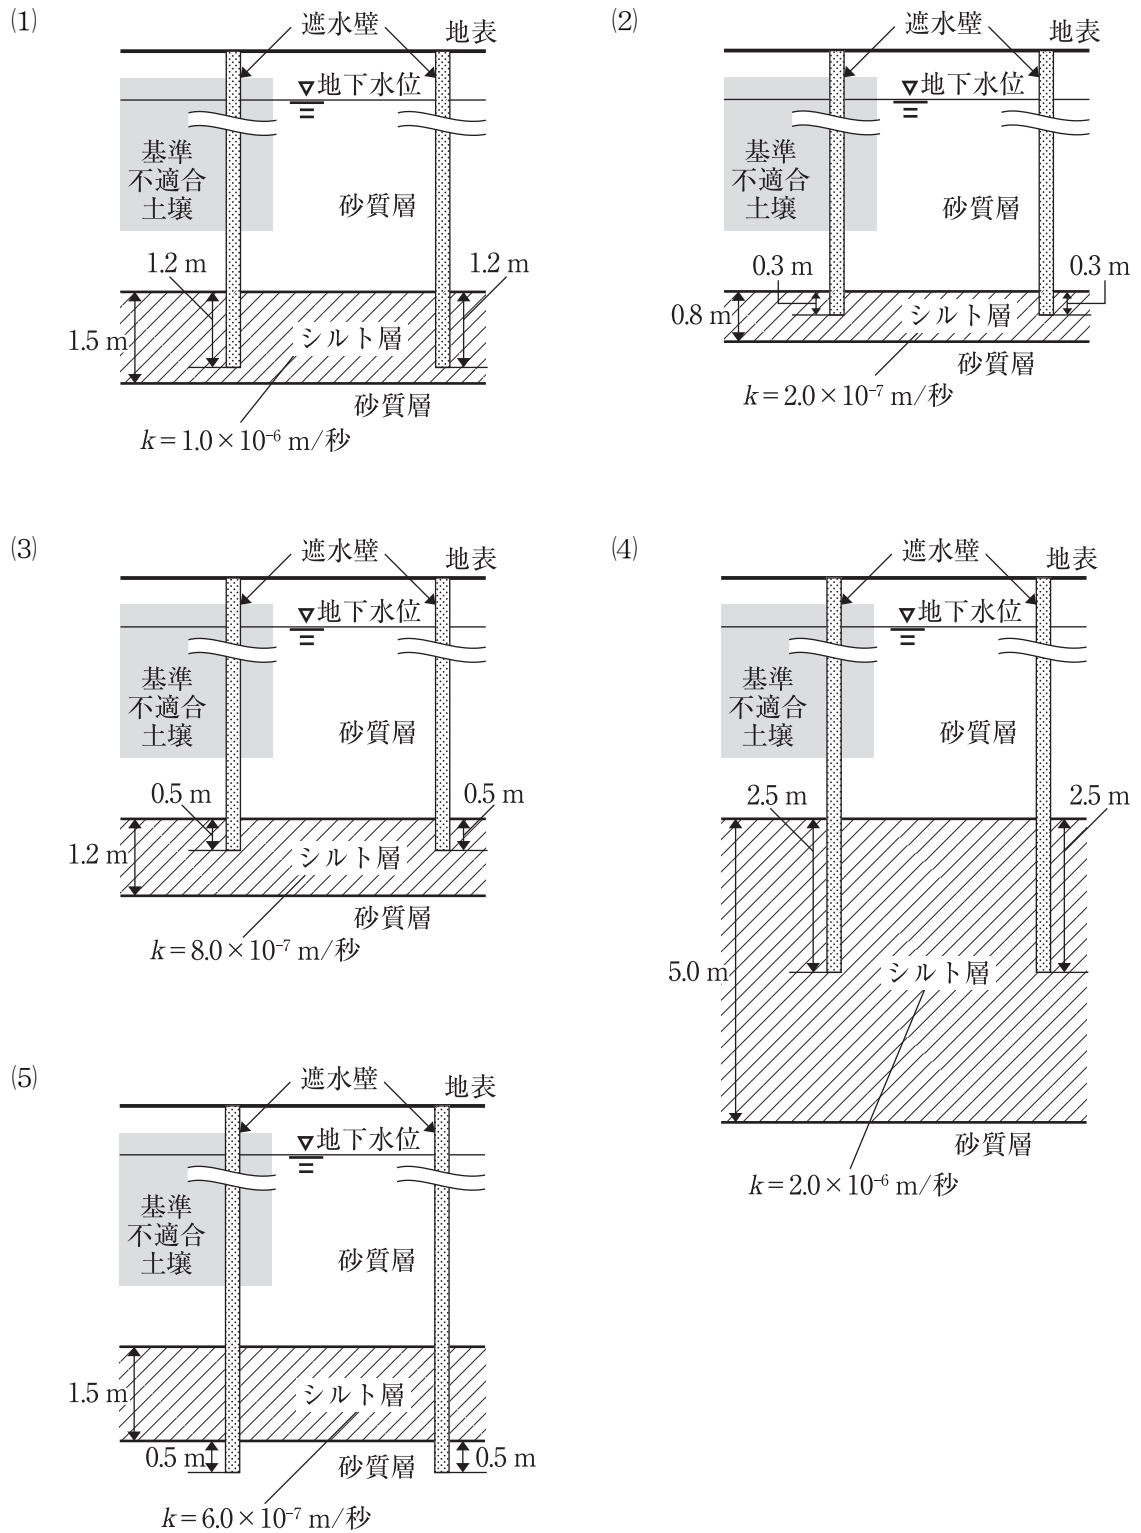 (1)
遮水壁
地表
地下水位
基準
不適合
土壌
砂質層
1.2 m
1.2 m
1.5 m
シルト層
砂質層
k=1.0×10⁻⁶ m/秒
(2)
遮水壁
地表
地下水位
基準
不適合
土壌
砂質層
0.3 m
0.3 m
0.8 m
シルト層
砂質層
k=2.0×10⁻⁷ m/秒
(3)
遮水壁
地表
地下水位
基準
不適合
土壌
砂質層
0.5 m
0.5 m
1.2 m
シルト層
砂質層
k=8.0×10⁻⁷ m/秒
(4)
遮水壁
地表
地下水位
基準
不適合
土壌
砂質層
2.5 m
2.5 m
5.0 m
シルト層
砂質層
k=2.0×10⁻⁶ m/秒
(5)
遮水壁
地表
地下水位
基準
不適合
土壌
砂質層
1.5 m
シルト層
0.5 m
0.5 m
砂質層
k=6.0×10⁻⁷ m/秒